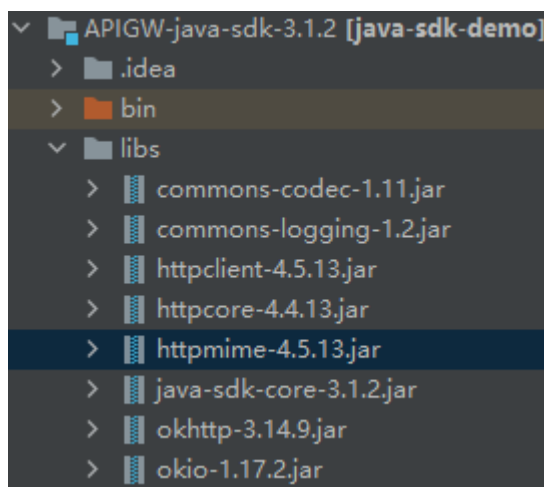 APIGW-java-sdk-3.1.2 [java-sdk-demo]
.idea
bin
libs
commons-codec-1.11.jar
commons-logging-1.2.jar
httpclient-4.5.13.jar
httpcore-4.4.13.jar
httpmime-4.5.13.jar
java-sdk-core-3.1.2.jar
okhttp-3.14.9.jar
okio-1.17.2.jar